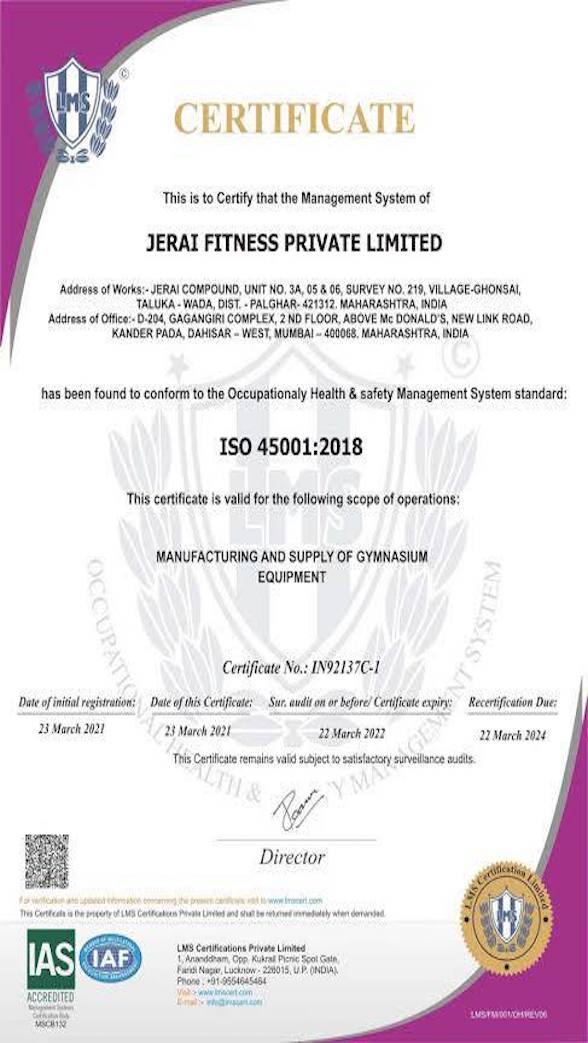 LMS
©
CERTIFICATE
This is to Certify that the Management System of
JERAI FITNESS PRIVATE LIMITED
Address of Works:- JERAI COMPOUND, UNIT NO. 3A, 05 & 06, SURVEY NO. 219, VILLAGE-GHONSAI,
TALUKA - WADA, DIST. - PALGHAR- 421312. MAHARASHTRA, INDIA
Address of Office:- D-204, GAGANGIRI COMPLEX, 2 ND FLOOR, ABOVE Mc DONALD'S, NEW LINK ROAD,
KANDER PADA, DAHISAR – WEST, MUMBAI – 400068. MAHARASHTRA, INDIA
©
has been found to conform to the Occupationaly Health & safety Management System standard:
ISO 45001:2018
This certificate is valid for the following scope of operations:
LMS
MANUFACTURING AND SUPPLY OF GYMNASIUM
EQUIPMENT
Certificate No.: IN92137C-1
Date of initial registration: Date of this Certificate: Sur. audit on or before/ Certificate expiry: Recertification Due:
23 March 2021 23 March 2021 22 March 2022 22 March 2024
This Certificate remains valid subject to satisfactory surveillance audits.
Director
For verification and updated information concerning the present certificate visit to www.lmscert.com
This Certificate is the property of LMS Certifications Private Limited and shall be returned immediately when demanded.
LMS Certification Limited
LMS
IAS
ACCREDITED
Management Systems
Certification Body
MSCB132
IAF
LMS Certifications Private Limited
1, Ananddham, Opp. Kukrail Picnic Spot Gate,
Faridi Nagar, Lucknow - 226015, U.P. (INDIA).
Phone : +91-9554645464
Visit :- www.lmscert.com
E-mail :- info@lmscert.com
LMS/FM/001/OH/REV06